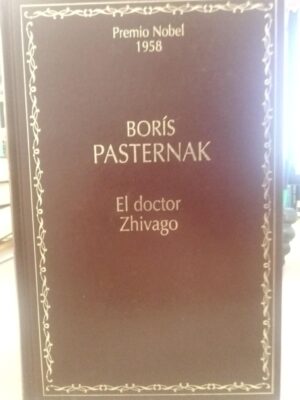 Premio Nobel
1958
BORÍS
PASTERNAK
El doctor
Zhivago